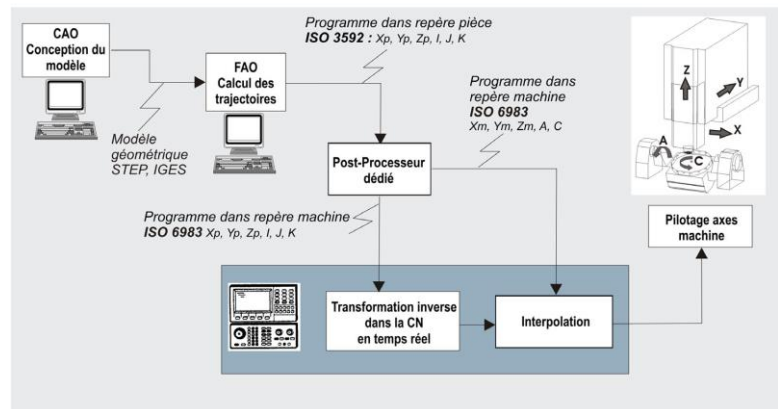 CAO
Conception du
modèle
FAO
Calcul des
trajectoires
Modèle
géométrique
STEP, IGES
Programme dans repère pièce
ISO 3592 : Xp, Yp, Zp, I, J, K
Programme dans
repère machine
ISO 6983
Xm, Ym, Zm, A, C
Post-Processeur
dédié
Programme dans repère machine
ISO 6983 Xp, Yp, Zp, I, J, K
Z
Y
X
A
C
Pilotage axes
machine
Transformation inverse
dans la CN
en temps réel
Interpolation